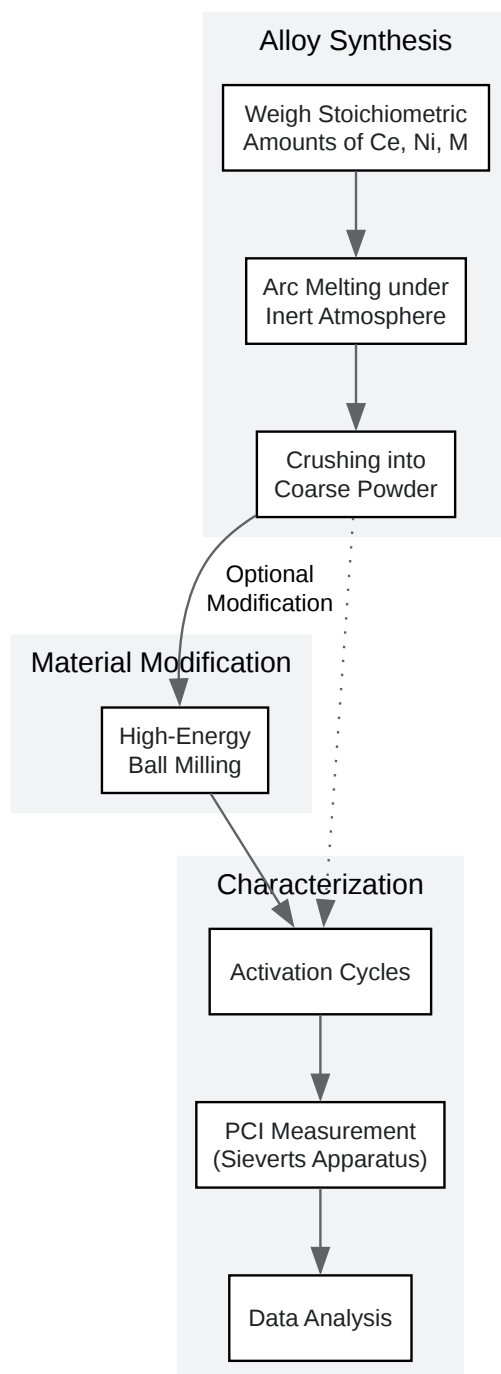 Alloy Synthesis
Weigh Stoichiometric
Amounts of Ce, Ni, M
Arc Melting under
Inert Atmosphere
Crushing into
Coarse Powder
Optional
Modification
Material Modification
High-Energy
Ball Milling
Characterization
Activation Cycles
PCI Measurement
(Sieverts Apparatus)
Data Analysis